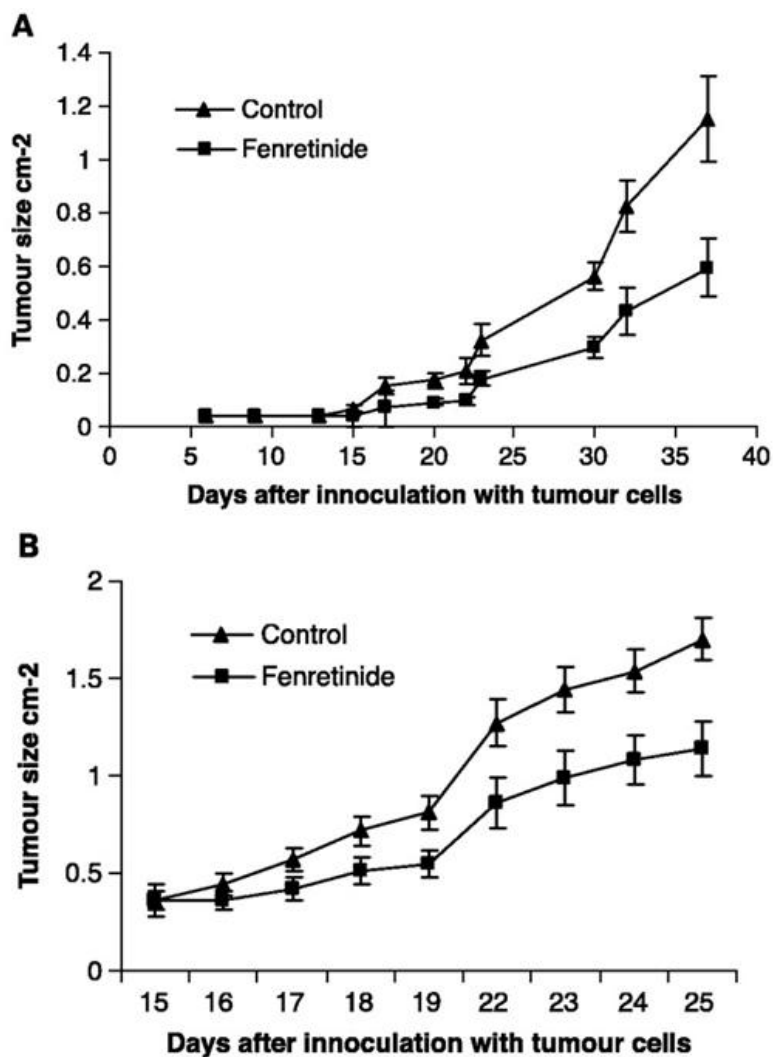 A
1.4
1.2
1
0.8
0.6
0.4
0.2
0
Tumour size cm-2
Control
Fenretinide
0 5 10 15 20 25 30 35 40
Days after innoculation with tumour cells
B
2
1.5
1
0.5
0
Tumour size cm-2
Control
Fenretinide
15 16 17 18 19 22 23 24 25
Days after innoculation with tumour cells